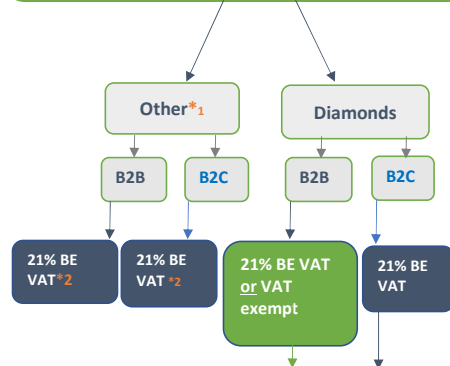 Other*1
Diamonds
B2B
B2C
B2B
B2C
21% BE
VAT*2
21% BE
VAT *2
21% BE VAT
or VAT
exempt
21% BE
VAT